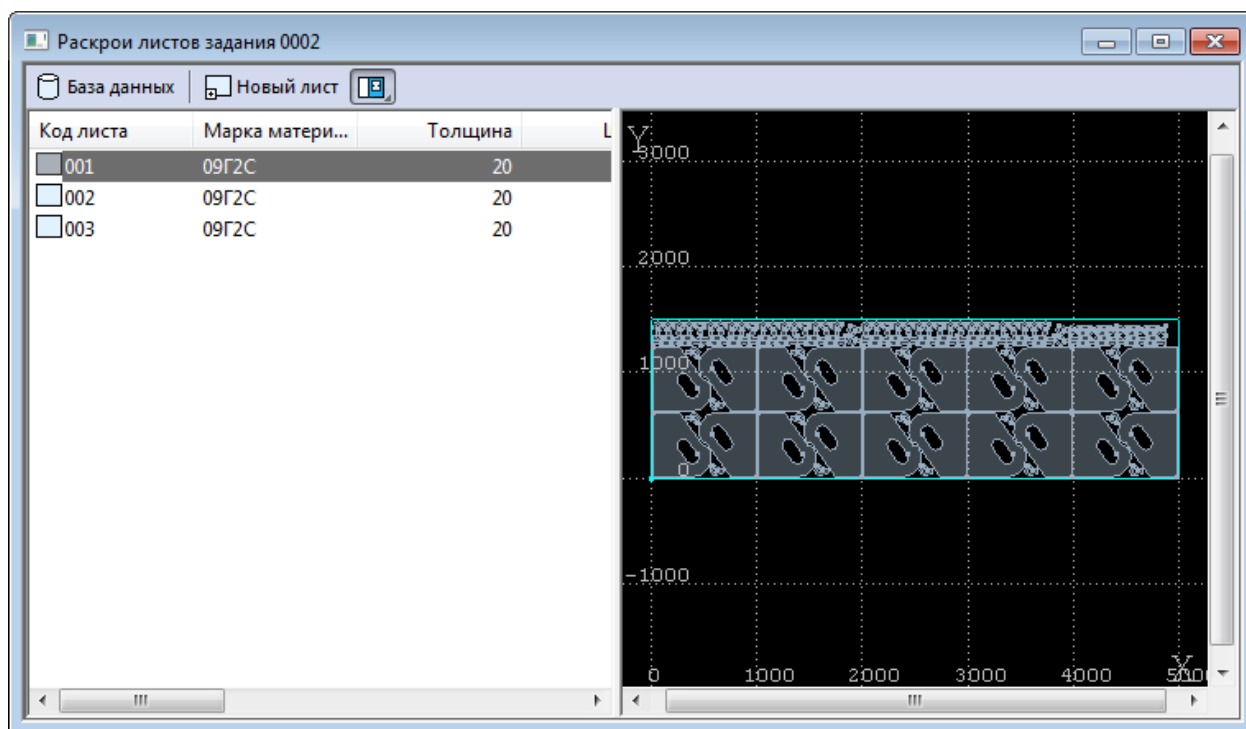 Раскрои листов задания 0002
База данных Новый лист
Код листа Марка матери... Толщина L
001 09Г2С 20
002 09Г2С 20
003 09Г2С 20
Y
3000
2000
1000
0
-1000
X
0 1000 2000 3000 4000